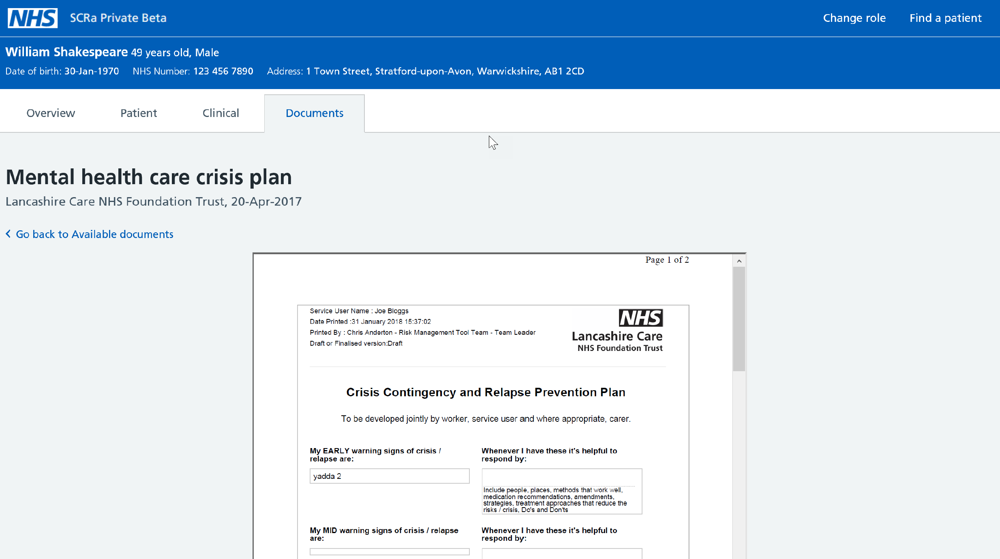 NHS SCRa Private Beta Change role Find a patient
William Shakespeare 49 years old, Male
Date of birth: 30-Jan-1970 NHS Number: 123 456 7890 Address: 1 Town Street, Stratford-upon-Avon, Warwickshire, AB1 2CD
Overview Patient Clinical Documents
Mental health care crisis plan
Lancashire Care NHS Foundation Trust, 20-Apr-2017
Go back to Available documents
Page 1 of 2
Service User Name : Joe Bloggs
Date Printed :31 January 2018 15:37:02
Printed By : Chris Anderton - Risk Management Tool Team - Team Leader
Draft or Finalised version:Draft
NHS
Lancashire Care
NHS Foundation Trust
Crisis Contingency and Relapse Prevention Plan
To be developed jointly by worker, service user and where appropriate, carer.
My EARLY warning signs of crisis /
relapse are:
yadda 2
Whenever I have these it's helpful to
respond by:
Include people, places, methods that work well,
medication recommendations, amendments,
strategies, treatment approaches that reduce the
risks / crisis, Do's and Don'ts
My MID warning signs of crisis / relapse
are:
Whenever I have these it's helpful to
respond by: